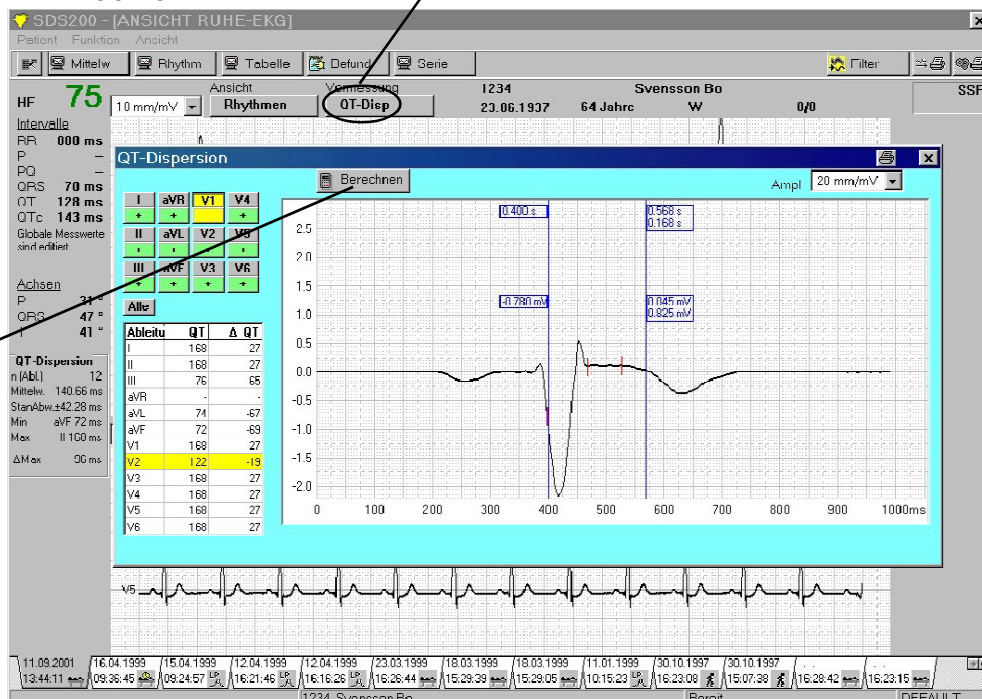 SDS200 - [ANSICHT RUHE-EKG]
Patient Funktion Ansicht
Mittelw Rhythm Tabelle Befund Serie Filter
HF 75
10 mm/mV
Ansicht
Rhythmen
Vermessung
QT-Disp
1234 Svensson Bo
23.06.1937 64 Jahre W 0/0
SSF
Intervalle
RR 000 ms
P –
PQ –
QRS 70 ms
QT 128 ms
QTc 143 ms
Globale Messwerte
sind editiert
Achsen
P 31 °
QRS 47 °
T 41 °
QT-Dispersion
n (Abl.) 12
Mittelw. 140.66 ms
StanAbw. ±42.28 ms
Min aVF 72 ms
Max II 168 ms
ΔMax 96 ms
QT-Dispersion
Berechnen
Ampl 20 mm/mV
I aVR V1 V4
+ + +
II aVL V2 V5
III aVF V3 V6
+ + + +
Alle
Ableitu QT Δ QT
I 168 27
II 168 27
III 76 65
aVR - -
aVL 74 -67
aVF 72 -69
V1 168 27
V2 122 -19
V3 168 27
V4 168 27
V5 168 27
V6 168 27
0.400 s
0.568 s
0.168 s
-0.780 mV
0.045 mV
0.825 mV
2.5
2.0
1.5
1.0
0.5
0.0
-0.5
-1.0
-1.5
-2.0
0 100 200 300 400 500 600 700 800 900 1000ms
V5
11.09.2001 16.04.1999 15.04.1999 12.04.1999 12.04.1999 23.03.1999 18.03.1999 18.03.1999 11.01.1999 30.10.1997 30.10.1997 . . . .
13:44:11 09:36:45 09:24:57 16:21:46 16:16:26 16:26:44 15:29:39 15:29:05 10:15:23 16:23:08 15:07:38 16:28:42 16:23:15
1234 Svensson Bo Bereit DEFAULT